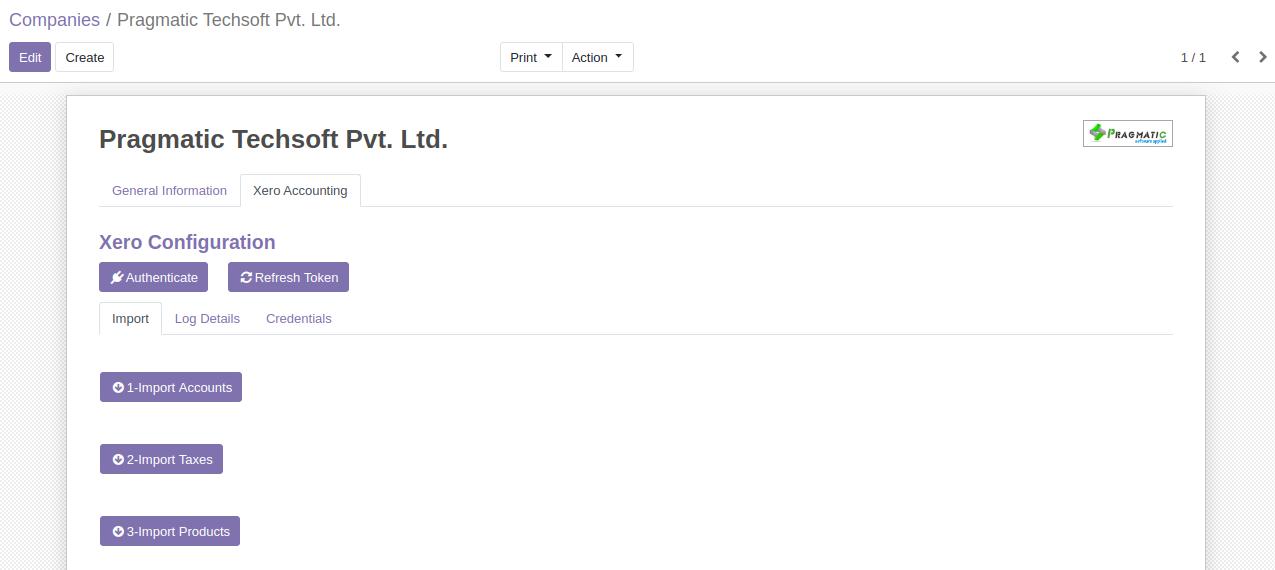 Companies / Pragmatic Techsoft Pvt. Ltd.
Edit Create Print Action 1 / 1
Pragmatic Techsoft Pvt. Ltd.
PRAGMATIC
software applied
General Information Xero Accounting
Xero Configuration
Authenticate Refresh Token
Import Log Details Credentials
1-Import Accounts
2-Import Taxes
3-Import Products